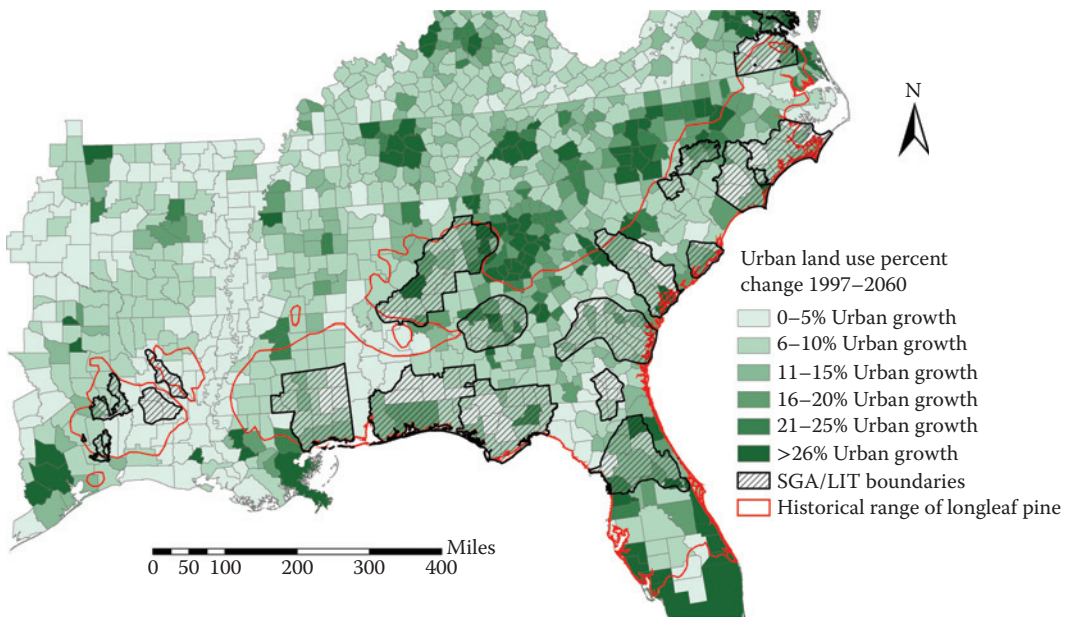 N
Urban land use percent
change 1997–2060
0–5% Urban growth
6–10% Urban growth
11–15% Urban growth
16–20% Urban growth
21–25% Urban growth
>26% Urban growth
SGA/LIT boundaries
Historical range of longleaf pine
Miles
0 50 100 200 300 400